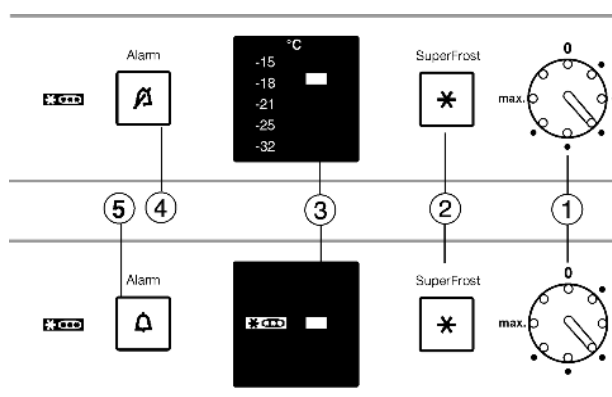 Alarm
°C
-15
-18
-21
-25
-32
SuperFrost
0
max.
5
4
3
2
1
Alarm
SuperFrost
0
max.